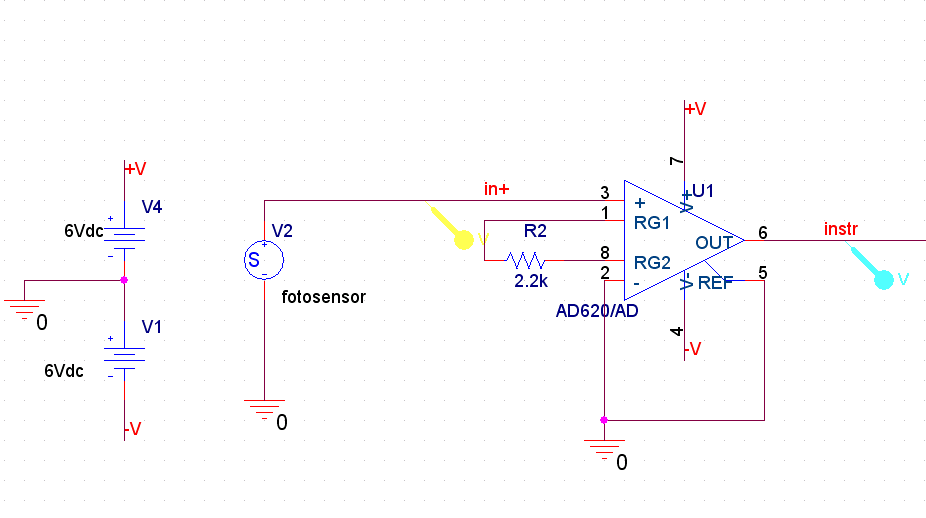 +V
V4
6Vdc
0
V1
6Vdc
-V
in+
V2
S
fotosensor
0
V
R2
2.2k
3
1
8
2
+
RG1
RG2
-
7
+V
V+
U1
OUT
6
REF
5
V-
AD620/AD
4
-V
0
instr
V